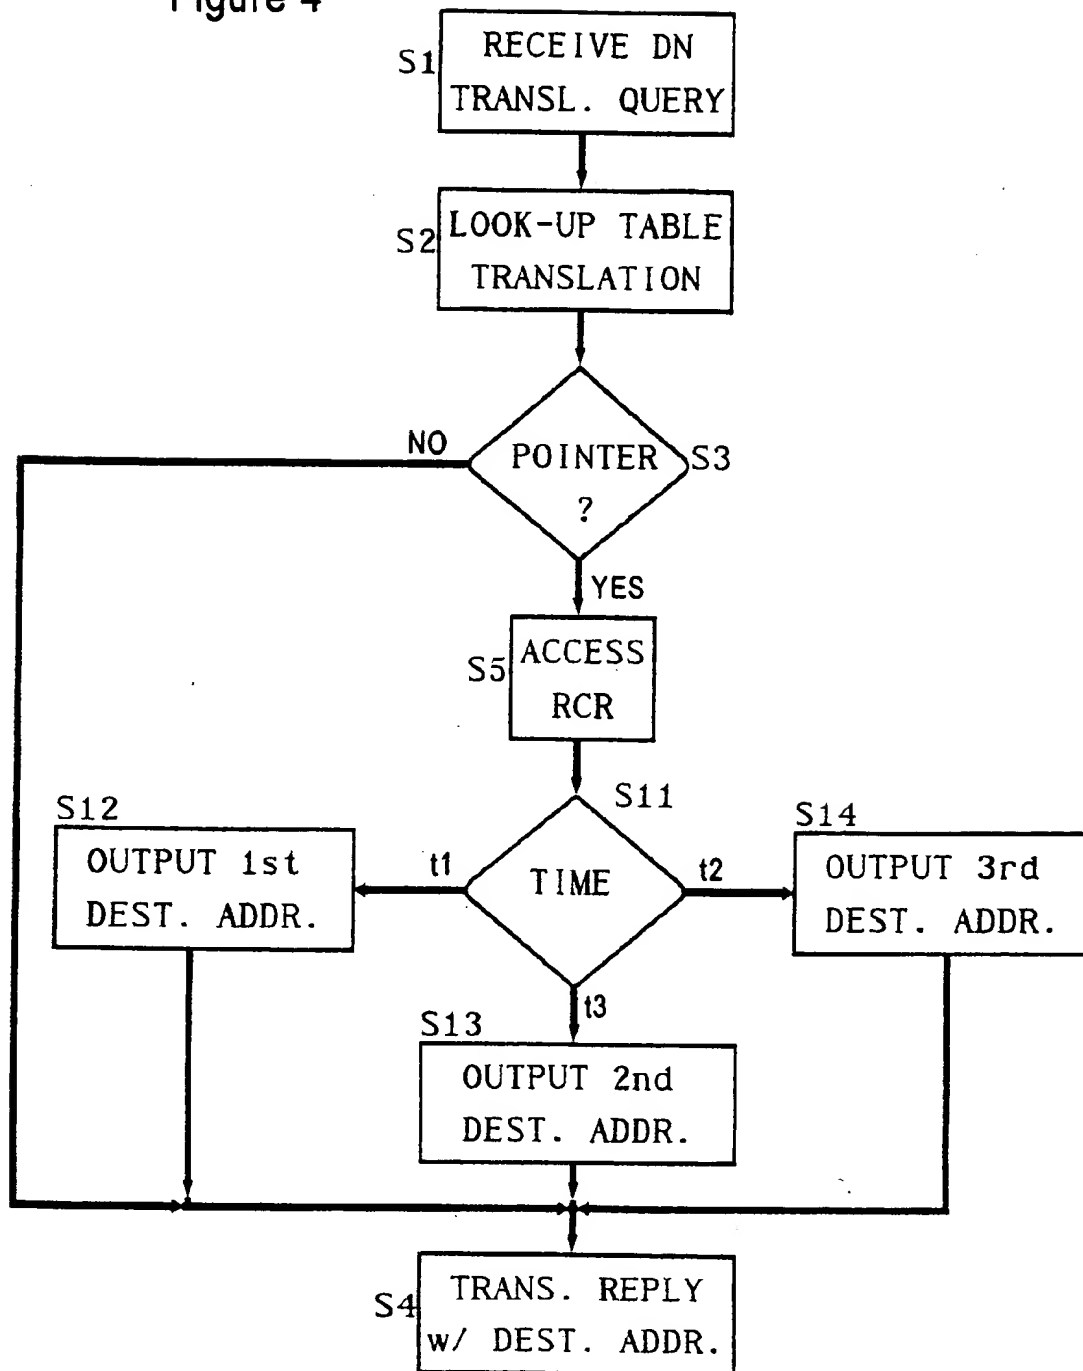 Figure 4
S1
RECEIVE DN
TRANSL. QUERY
S2
LOOK-UP TABLE
TRANSLATION
NO
POINTER
?
S3
YES
S5
ACCESS
RCR
S11
S12
OUTPUT 1st
DEST. ADDR.
t1
TIME
t2
S14
OUTPUT 3rd
DEST. ADDR.
t3
S13
OUTPUT 2nd
DEST. ADDR.
S4
TRANS. REPLY
w/ DEST. ADDR.